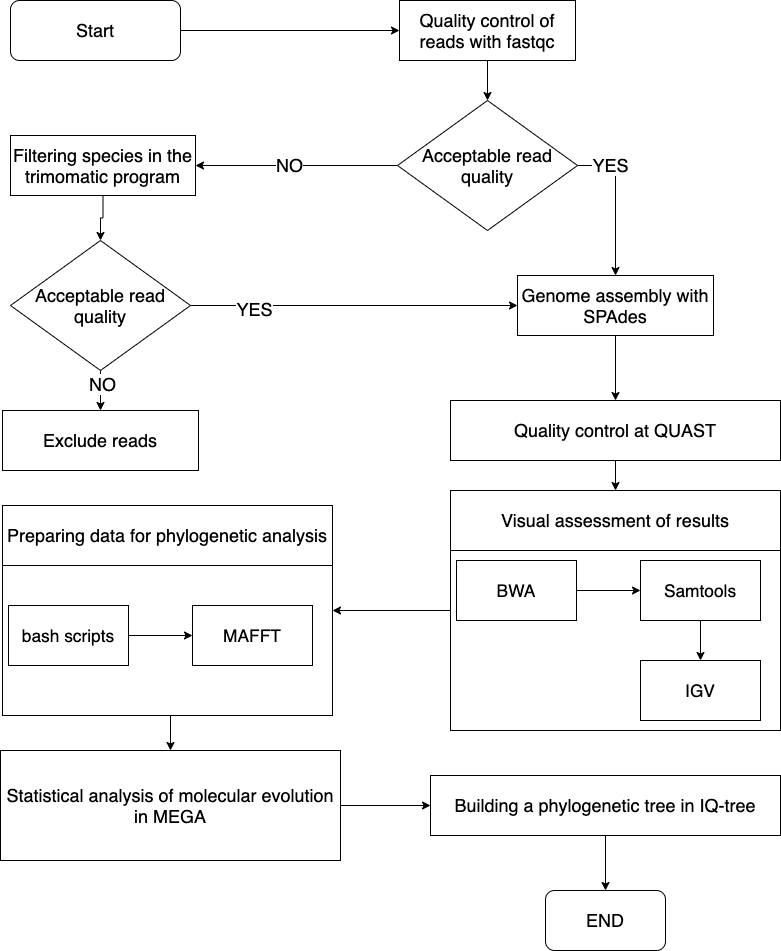 Start
Quality control of
reads with fastqc
Acceptable read
quality
NO
YES
Filtering species in the
trimomatic program
Acceptable read
quality
YES
NO
Genome assembly with
SPAdes
Exclude reads
Quality control at QUAST
Visual assessment of results
BWA
Samtools
IGV
Preparing data for phylogenetic analysis
bash scripts
MAFFT
Statistical analysis of molecular evolution
in MEGA
Building a phylogenetic tree in IQ-tree
END